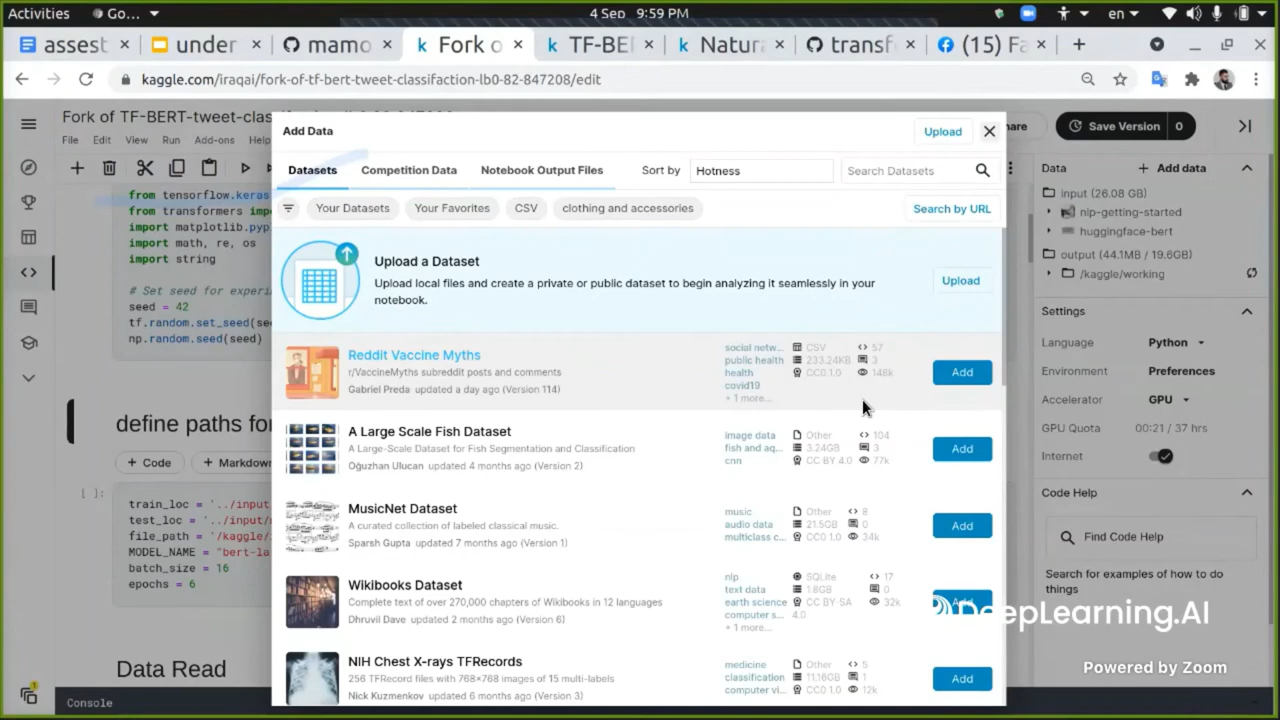 Activities
Go...
4 Sep 9:59 PM
en
assest
under
mamo
Fork o
TF-BE
Natura
transf
(15) Fa
kaggle.com/iraqai/fork-of-tf-bert-tweet-classifaction-lb0-82-847208/edit
Fork of TF-BERT-tweet-clas
File Edit View Run Add-ons
Save Version 0
from tensorflow.keras
from transformers impo
import matplotlib.pyp
import math, re, os
import string
# Set seed for experi
seed = 42
tf.random.set_seed(see
np.random.seed(seed)
define paths for
+ Code + Markdown
[ ]:
train_loc = '../input
test_loc = '../input/
file_path = '/kaggle/
MODEL_NAME = "bert-la
batch_size = 16
epochs = 6
Data Read
Console
Add Data
Upload
Datasets
Competition Data
Notebook Output Files
Sort by
Hotness
Search Datasets
Your Datasets
Your Favorites
CSV
clothing and accessories
Search by URL
Upload a Dataset
Upload local files and create a private or public dataset to begin analyzing it seamlessly in your
notebook.
Upload
Reddit Vaccine Myths
r/VaccineMyths subreddit posts and comments
Gabriel Preda updated a day ago (Version 114)
social netw...
public health
health
covid19
+ 1 more...
CSV
233.24KB
CC0 1.0
57
3
148k
Add
A Large Scale Fish Dataset
A Large-Scale Dataset for Fish Segmentation and Classification
Oğuzhan Ulucan updated 4 months ago (Version 2)
image data
fish and aq...
cnn
Other
3.24GB
CC BY 4.0
104
3
77k
Add
MusicNet Dataset
A curated collection of labeled classical music.
Sparsh Gupta updated 7 months ago (Version 1)
music
audio data
multiclass c...
Other
21.5GB
CC0 1.0
8
0
34k
Add
Wikibooks Dataset
Complete text of over 270,000 chapters of Wikibooks in 12 languages
Dhruvil Dave updated 2 months ago (Version 6)
nlp
text data
earth science
computer s...
+ 1 more...
SQLite
1.8GB
CC BY-SA
4.0
17
0
32k
NIH Chest X-rays TFRecords
256 TFRecord files with 768x768 images of 15 multi-labels
Nick Kuzmenkov updated 6 months ago (Version 3)
medicine
classification
computer vi...
Other
11.16GB
CC0 1.0
5
1
12k
Add
Data
+ Add data
input (26.08 GB)
nlp-getting-started
huggingface-bert
output (44.1MB / 19.6GB)
/kaggle/working
Settings
Language Python
Environment Preferences
Accelerator GPU
GPU Quota 00:21 / 37 hrs
Internet
Code Help
Find Code Help
Search for examples of how to do
things
DeepLearning.AI
Powered by Zoom